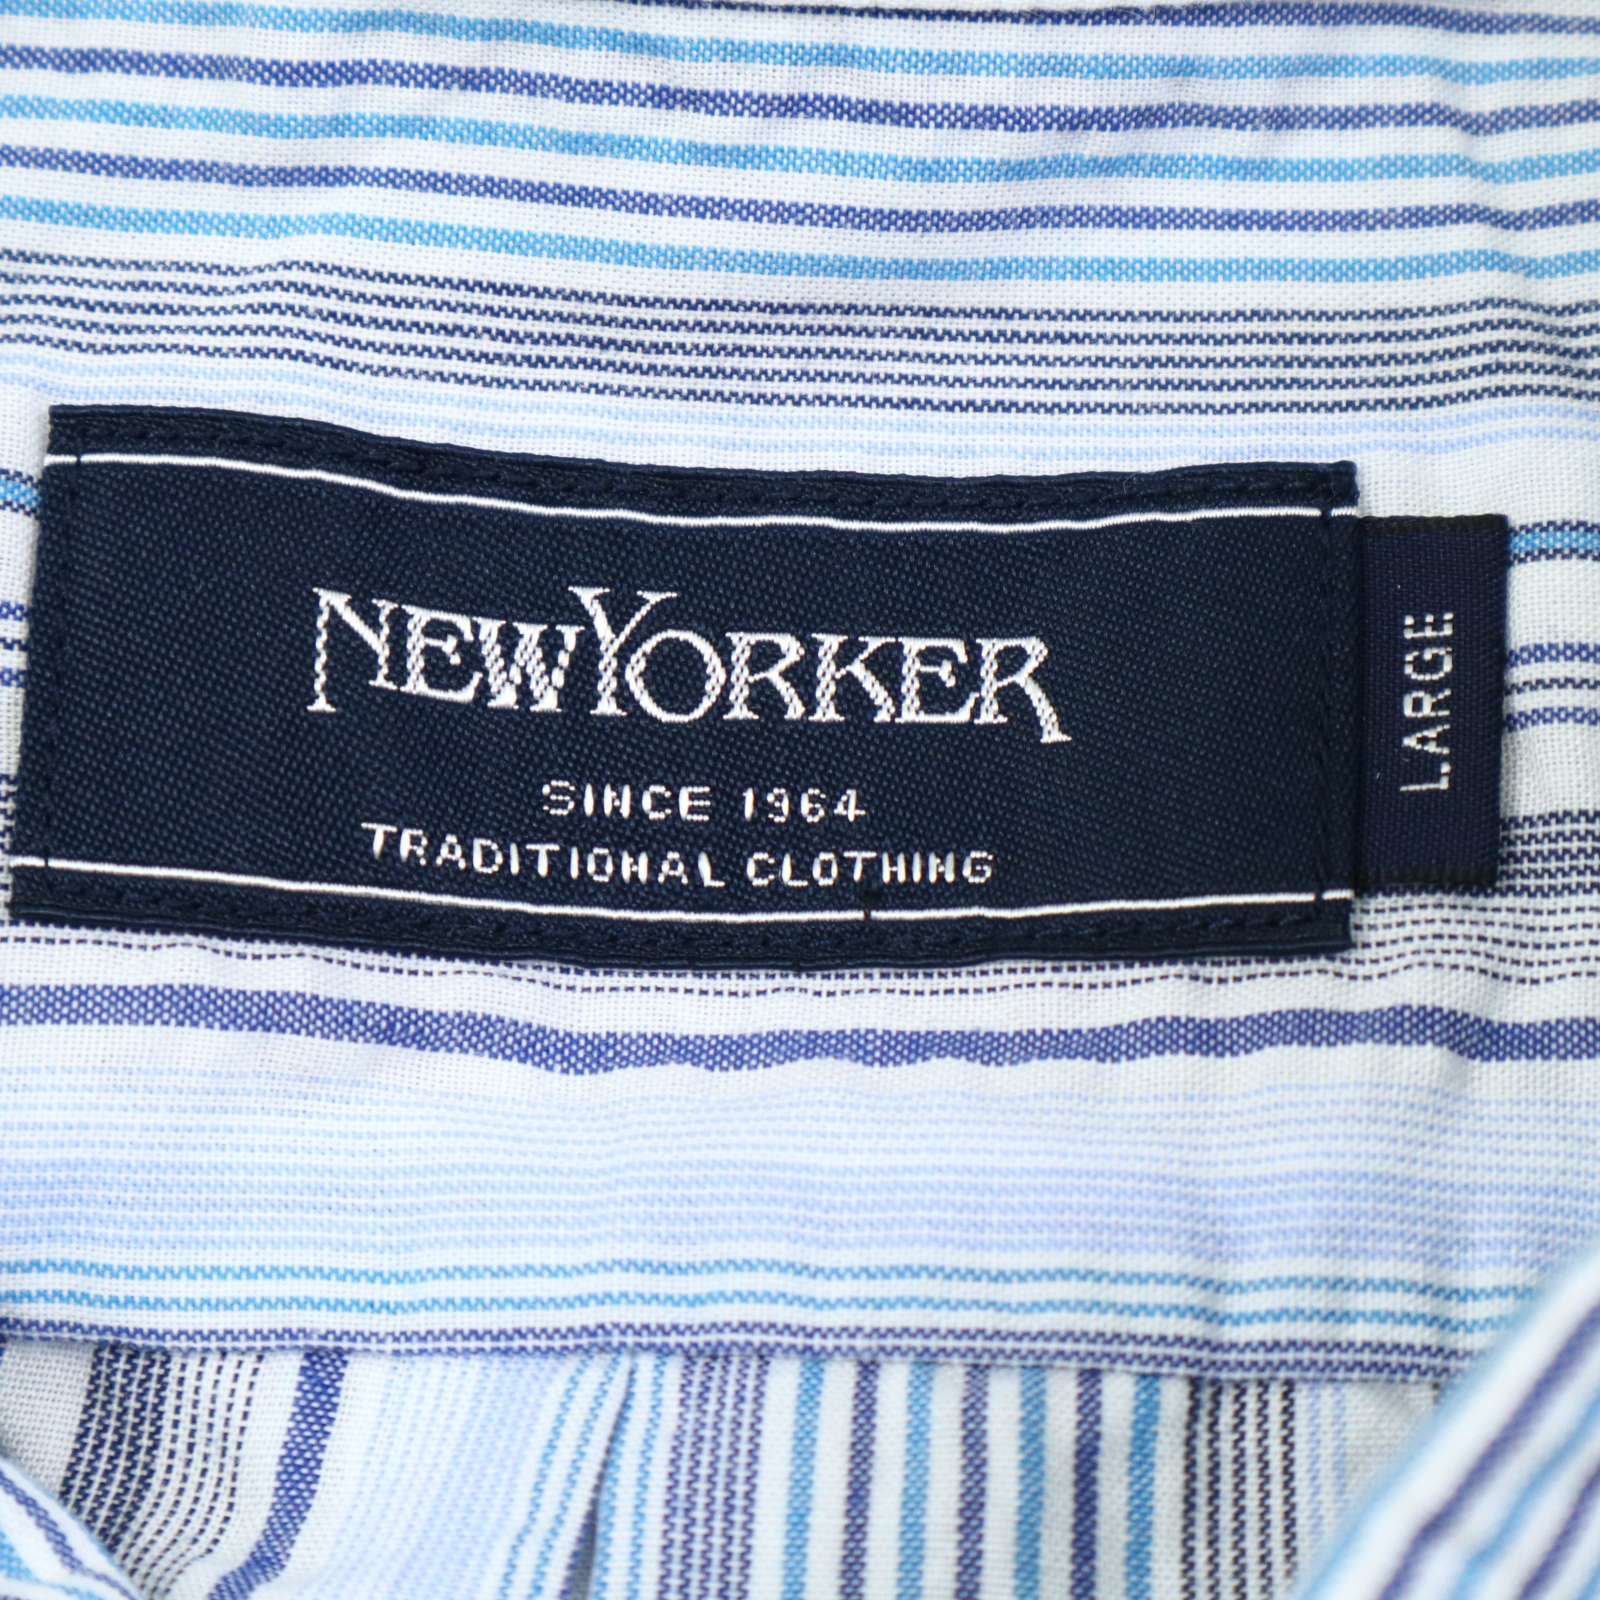 NEWYORKER
SINCE 1964
TRADITIONAL CLOTHING
LARGE